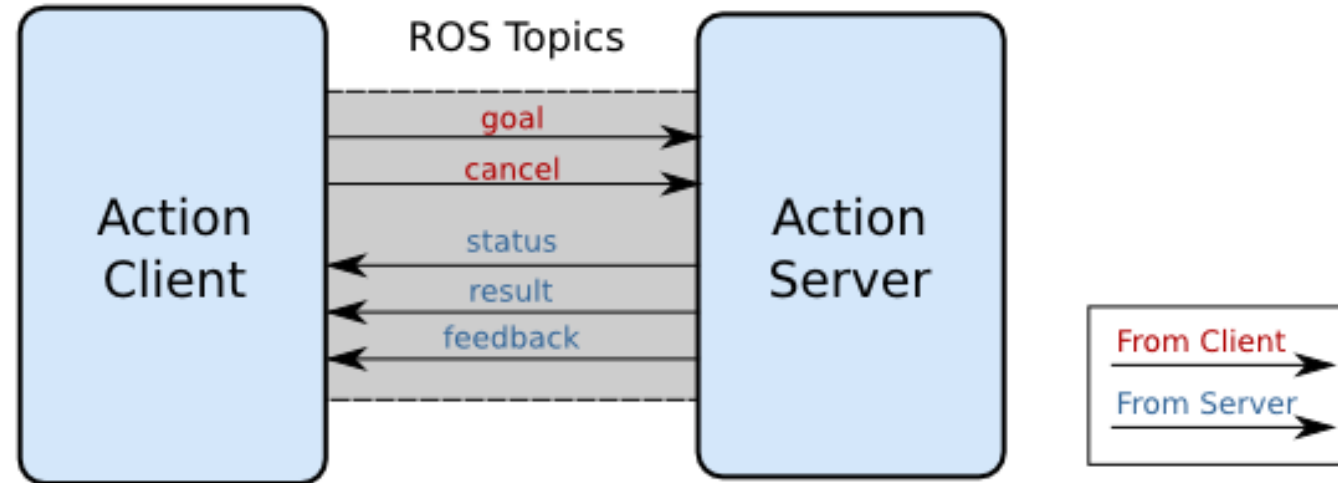 ROS Topics
Action
Client
goal
cancel
status
result
feedback
Action
Server
From Client
From Server